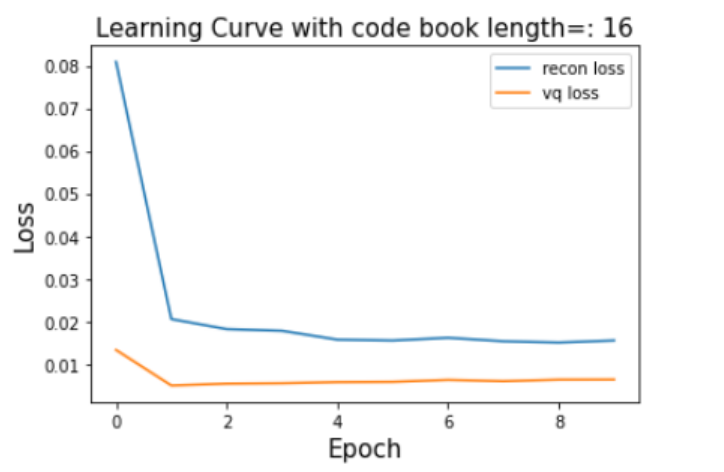 Learning Curve with code book length=: 16
recon loss
vq loss
0.08
0.07
0.06
0.05
0.04
0.03
0.02
0.01
Loss
0 2 4 6 8
Epoch